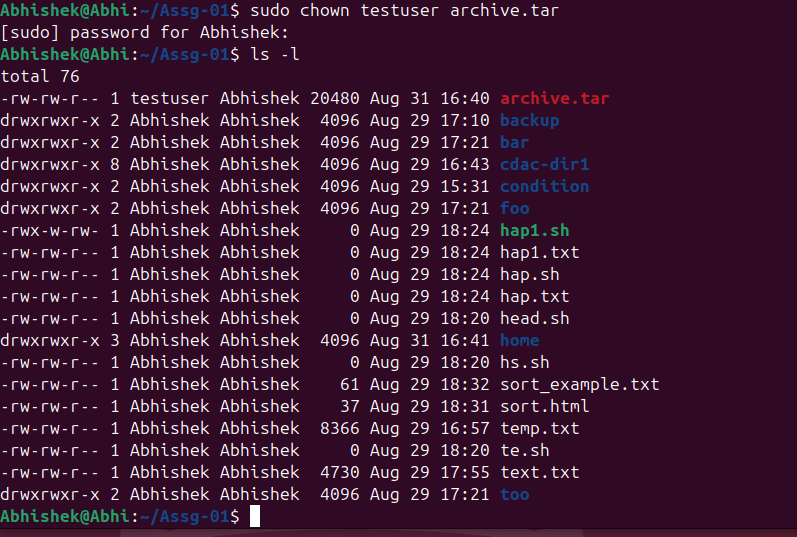 Abhishek@Abhi:~/Assg-01$ sudo chown testuser archive.tar
[sudo] password for Abhishek:
Abhishek@Abhi:~/Assg-01$ ls -l
total 76
-rw-rw-r-- 1 testuser Abhishek 20480 Aug 31 16:40 archive.tar
drwxrwxr-x 2 Abhishek Abhishek  4096 Aug 29 17:10 backup
drwxrwxr-x 2 Abhishek Abhishek  4096 Aug 29 17:21 bar
drwxrwxr-x 8 Abhishek Abhishek  4096 Aug 29 16:43 cdac-dir1
drwxrwxr-x 2 Abhishek Abhishek  4096 Aug 29 15:31 condition
drwxrwxr-x 2 Abhishek Abhishek  4096 Aug 29 17:21 foo
-rwx-w-rw- 1 Abhishek Abhishek     0 Aug 29 18:24 hap1.sh
-rw-rw-r-- 1 Abhishek Abhishek     0 Aug 29 18:24 hap1.txt
-rw-rw-r-- 1 Abhishek Abhishek     0 Aug 29 18:24 hap.sh
-rw-rw-r-- 1 Abhishek Abhishek     0 Aug 29 18:24 hap.txt
-rw-rw-r-- 1 Abhishek Abhishek     0 Aug 29 18:20 head.sh
drwxrwxr-x 3 Abhishek Abhishek  4096 Aug 31 16:41 home
-rw-rw-r-- 1 Abhishek Abhishek     0 Aug 29 18:20 hs.sh
-rw-rw-r-- 1 Abhishek Abhishek    61 Aug 29 18:32 sort_example.txt
-rw-rw-r-- 1 Abhishek Abhishek    37 Aug 29 18:31 sort.html
-rw-rw-r-- 1 Abhishek Abhishek  8366 Aug 29 16:57 temp.txt
-rw-rw-r-- 1 Abhishek Abhishek     0 Aug 29 18:20 te.sh
-rw-rw-r-- 1 Abhishek Abhishek  4730 Aug 29 17:55 text.txt
drwxrwxr-x 2 Abhishek Abhishek  4096 Aug 29 17:21 too
Abhishek@Abhi:~/Assg-01$